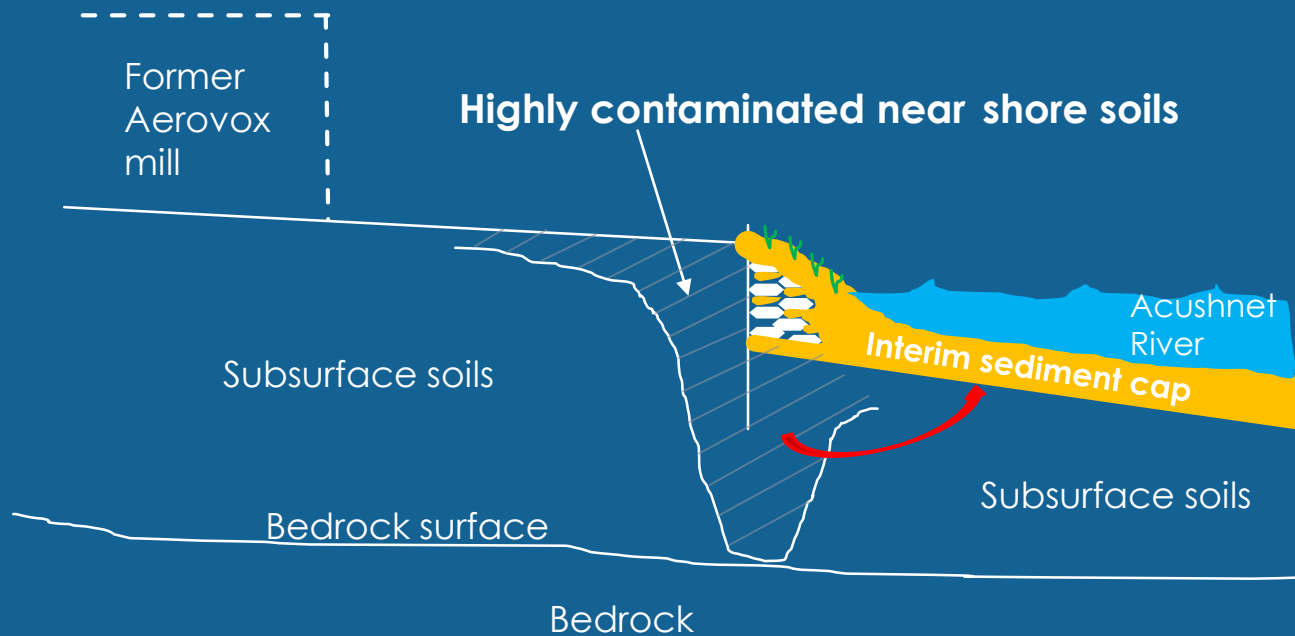 Former
Aerovox
mill
Highly contaminated near shore soils
Acushnet
River
Interim sediment cap
Subsurface soils
Subsurface soils
Bedrock surface
Bedrock